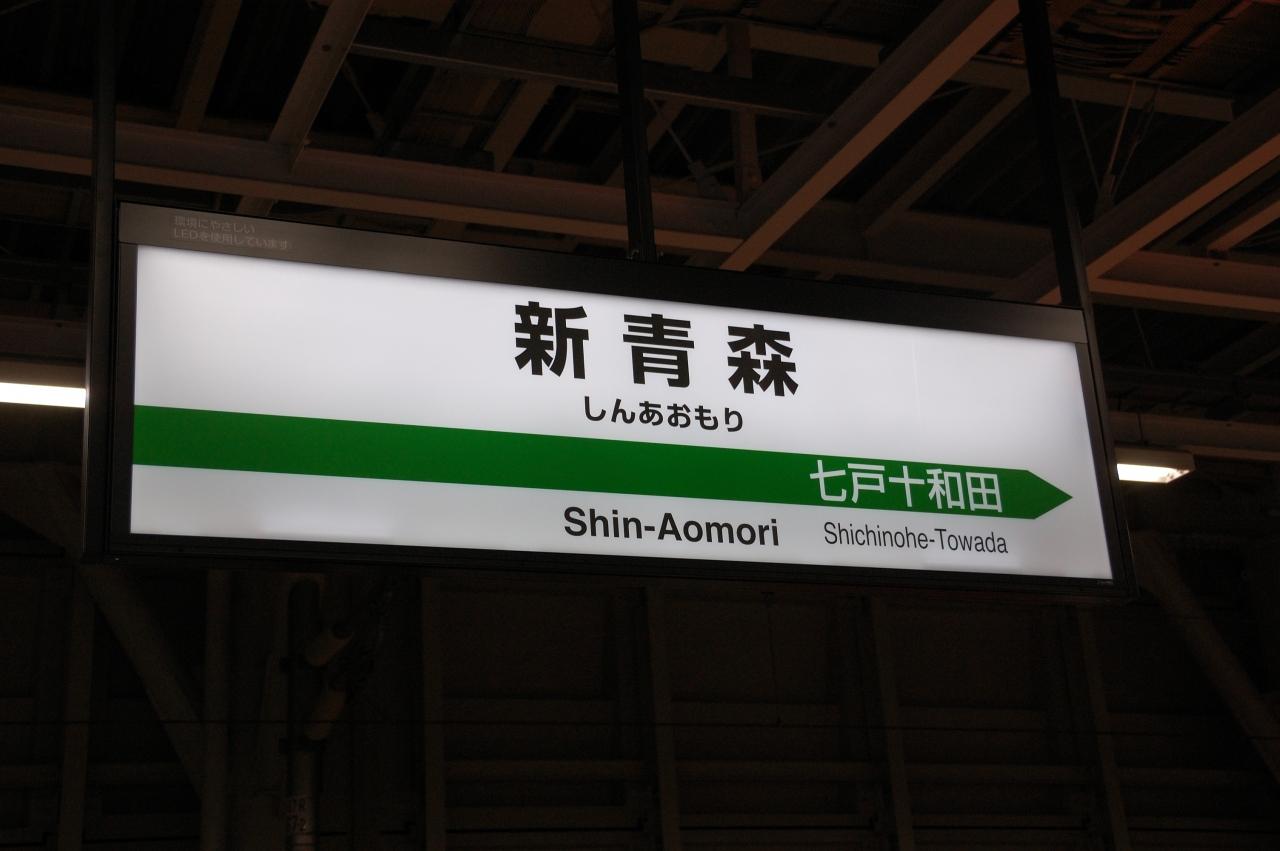 環境にやさしい
LEDを使用しています
新青森
しんあおもり
七戸十和田
Shin-Aomori
Shichinohe-Towada